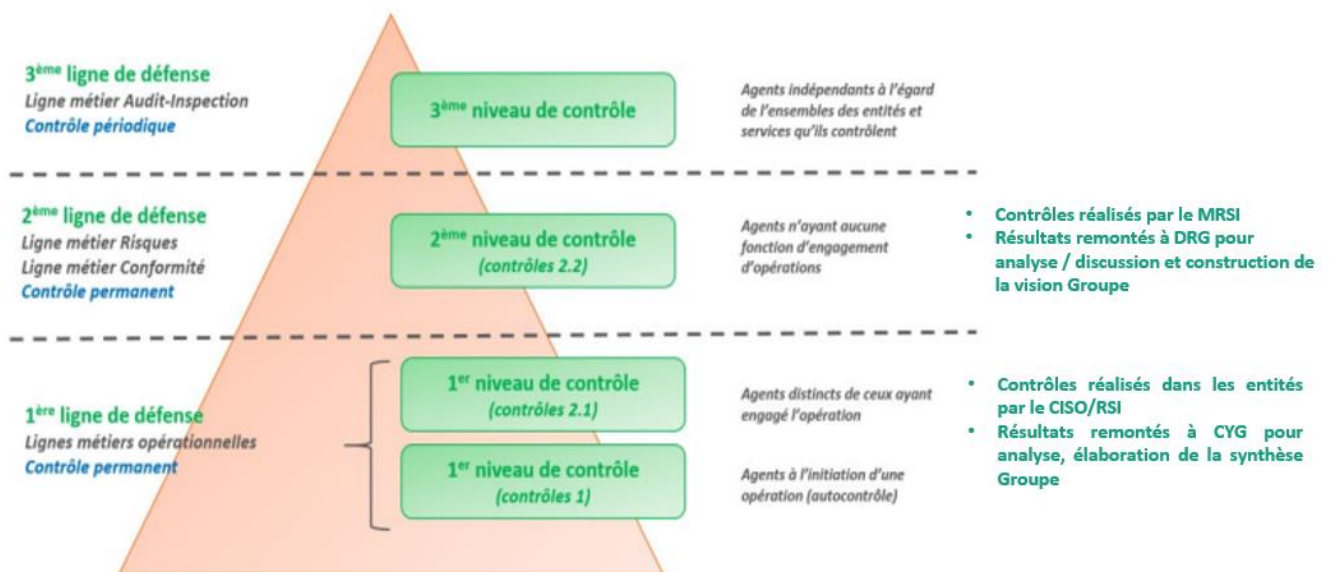 3ème ligne de défense
Ligne métier Audit-Inspection
Contrôle périodique
3ème niveau de contrôle
Agents indépendants à l'égard
de l'ensembles des entités et
services qu'ils contrôlent
2ème ligne de défense
Ligne métier Risques
Ligne métier Conformité
Contrôle permanent
2ème niveau de contrôle
(contrôles 2.2)
Agents n'ayant aucune
fonction d'engagement
d'opérations
• Contrôles réalisés par le MRSI
• Résultats remontés à DRG pour
analyse / discussion et construction de
la vision Groupe
1ère ligne de défense
Lignes métiers opérationnelles
Contrôle permanent
1er niveau de contrôle
(contrôles 2.1)
Agents distincts de ceux ayant
engagé l'opération
1er niveau de contrôle
(contrôles 1)
Agents à l'initiation d'une
opération (autocontrôle)
• Contrôles réalisés dans les entités
par le CISO/RSI
• Résultats remontés à CYG pour
analyse, élaboration de la synthèse
Groupe